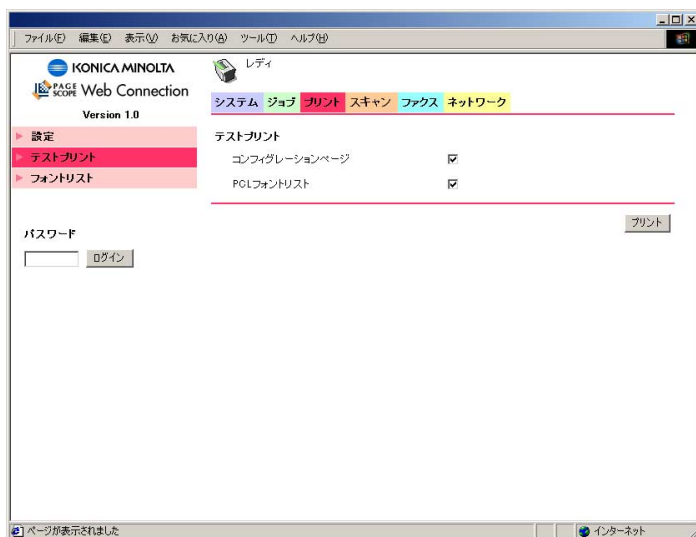 ファイル(F) 編集(E) 表示(V) お気に入り(A) ツール(T) ヘルプ(H)
KONICA MINOLTA
PAGE SCOPE Web Connection
Version 1.0
レディ
システム ジョブ プリント スキャン ファクス ネットワーク
設定
テストプリント
フォントリスト
テストプリント
コンフィグレーションページ
PCLフォントリスト
プリント
パスワード
ログイン
ページが表示されました
インターネット